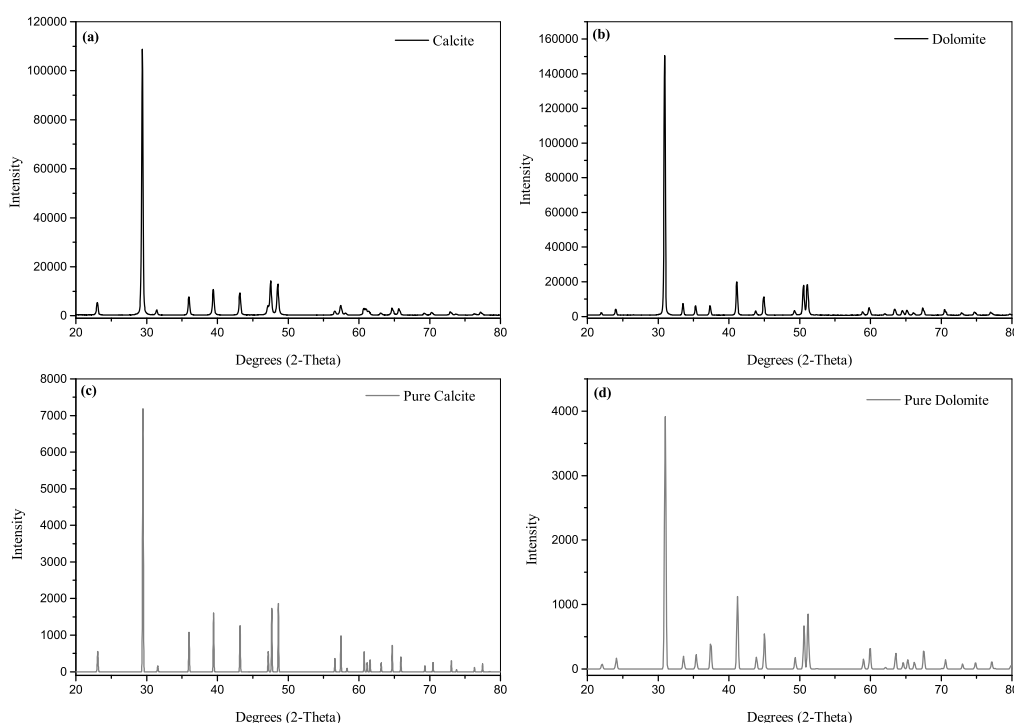 (a)
Calcite
120000
100000
80000
60000
40000
20000
0
Intensity
20 30 40 50 60 70 80
Degrees (2-Theta)
(b)
Dolomite
160000
140000
120000
100000
80000
60000
40000
20000
0
Intensity
20 30 40 50 60 70 80
Degrees (2-Theta)
(c)
Pure Calcite
8000
7000
6000
5000
4000
3000
2000
1000
0
Intensity
20 30 40 50 60 70 80
Degrees (2-Theta)
(d)
Pure Dolomite
4000
3000
2000
1000
0
Intensity
20 30 40 50 60 70 80
Degrees (2-Theta)